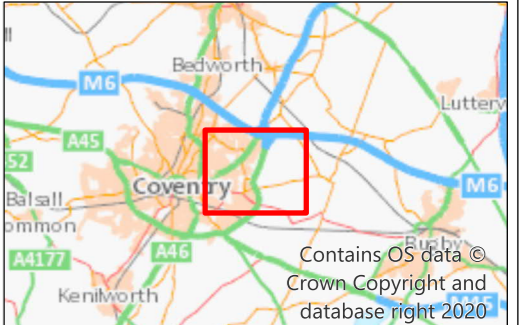 Bedworth
M6
Lutterv
A45
52
Coventry
M6
Balsall
ommon
A46
Rugby
A4177
Contains OS data ©
Crown Copyright and
Kenilworth
database right 2020